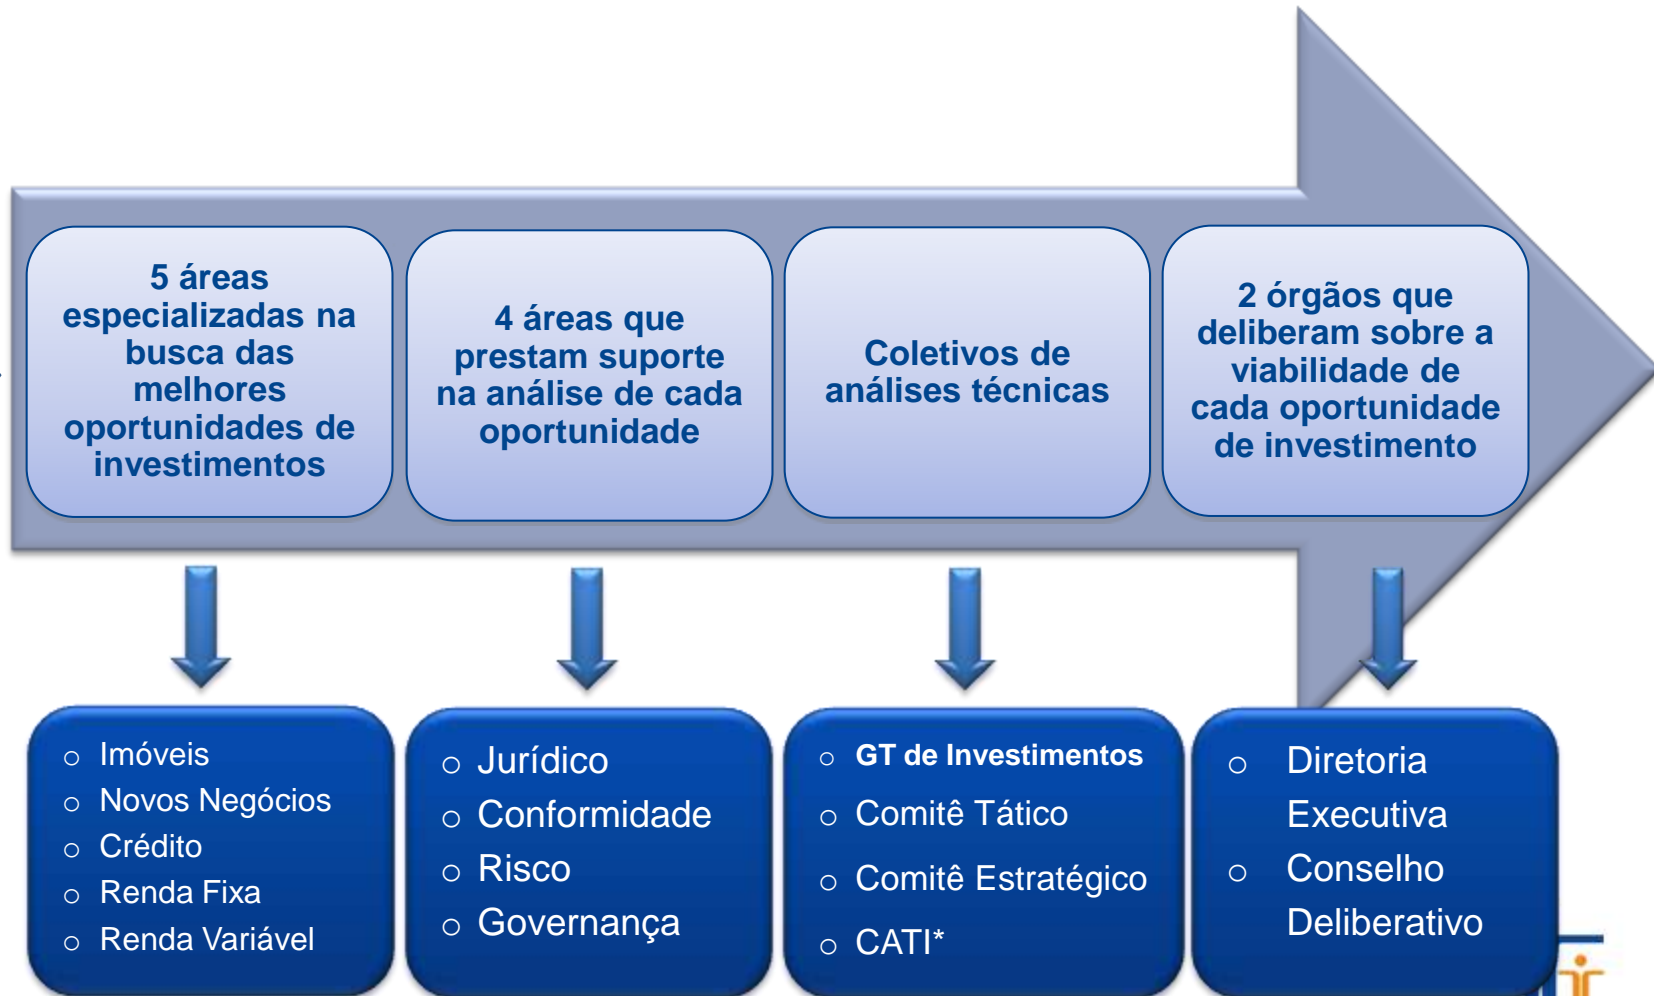 5 áreas
especializadas na
busca das
melhores
oportunidades de
investimentos
4 áreas que
prestam suporte
na análise de cada
oportunidade
Coletivos de
análises técnicas
2 órgãos que
deliberam sobre a
viabilidade de
cada oportunidade
de investimento
○ Imóveis
○ Novos Negócios
○ Crédito
○ Renda Fixa
○ Renda Variável
○ Jurídico
○ Conformidade
○ Risco
○ Governança
○ GT de Investimentos
○ Comitê Tático
○ Comitê Estratégico
○ CATI*
○ Diretoria
Executiva
○ Conselho
Deliberativo